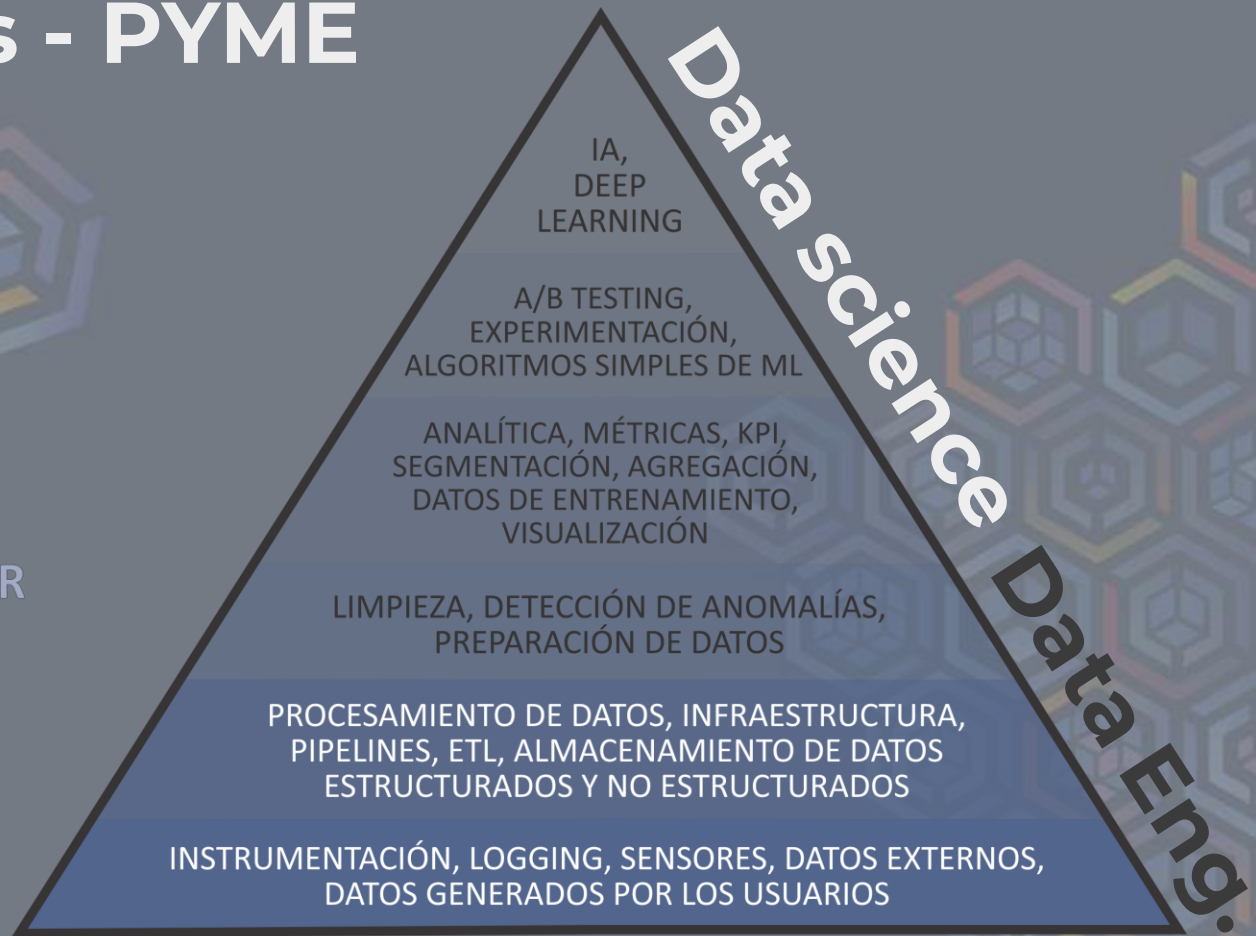 s - PYME
IA,
DEEP
LEARNING
A/B TESTING,
EXPERIMENTACIÓN,
ALGORITMOS SIMPLES DE ML
ANALÍTICA, MÉTRICAS, KPI,
SEGMENTACIÓN, AGREGACIÓN,
DATOS DE ENTRENAMIENTO,
VISUALIZACIÓN
R
LIMPIEZA, DETECCIÓN DE ANOMALÍAS,
PREPARACIÓN DE DATOS
PROCESAMIENTO DE DATOS, INFRAESTRUCTURA,
PIPELINES, ETL, ALMACENAMIENTO DE DATOS
ESTRUCTURADOS Y NO ESTRUCTURADOS
INSTRUMENTACIÓN, LOGGING, SENSORES, DATOS EXTERNOS,
DATOS GENERADOS POR LOS USUARIOS
Data science
Data Eng.